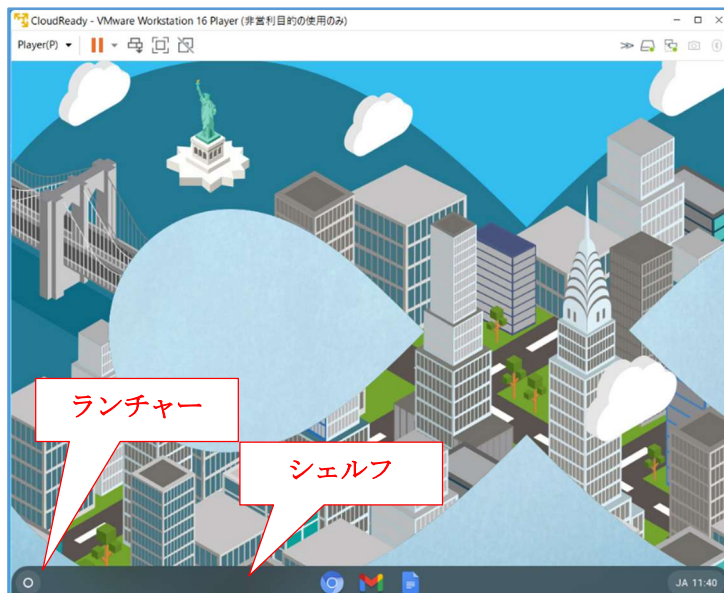 CloudReady - VMware Workstation 16 Player (非営利目的の使用のみ)
Player(P)
ランチャー
シェルフ
JA 11:40